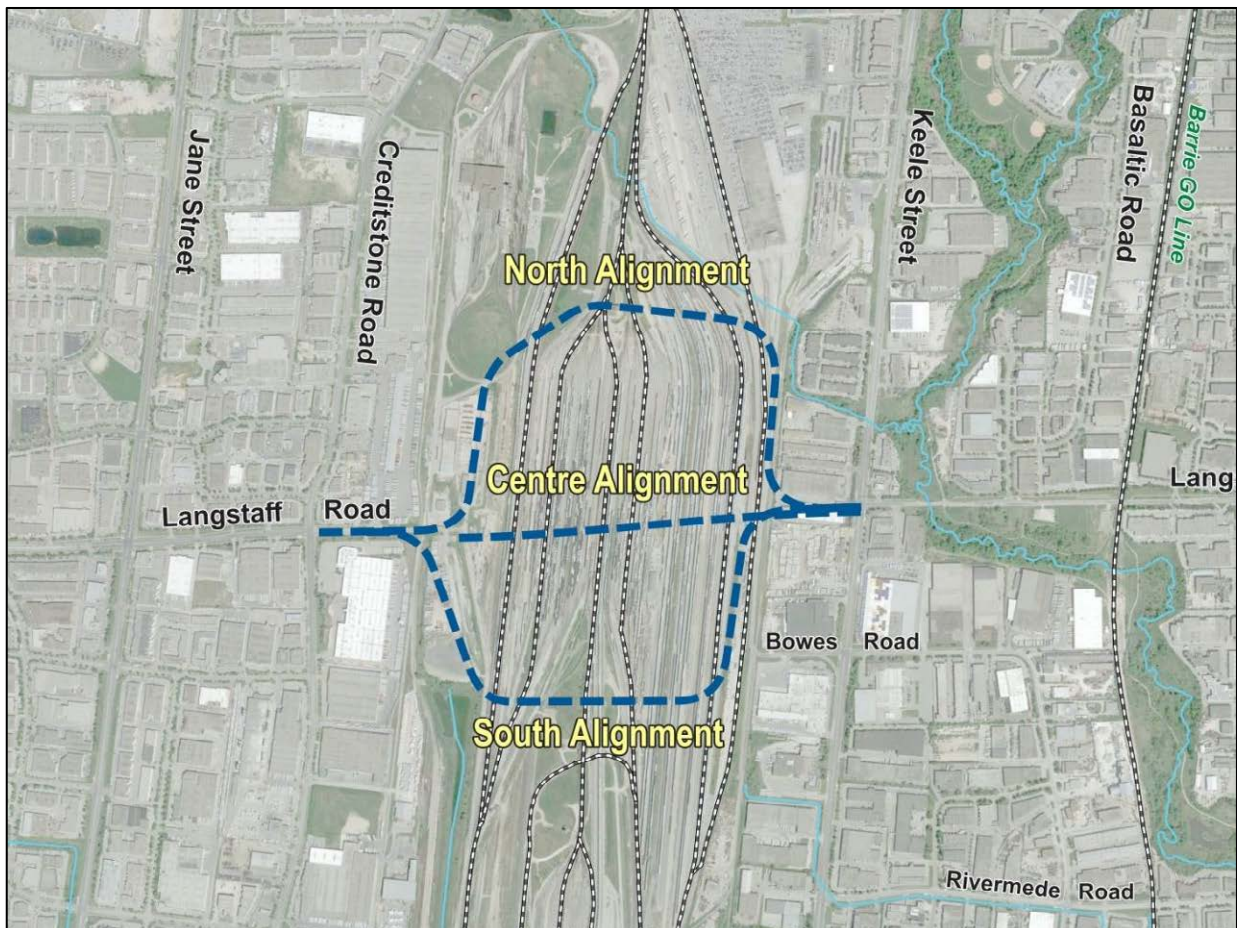 Jane Street
Creditstone Road
Keele Street
Basaltic Road
Barrie GO Line
North Alignment
Centre Alignment
Langstaff Road
Lang
Bowes Road
South Alignment
Rivermede Road